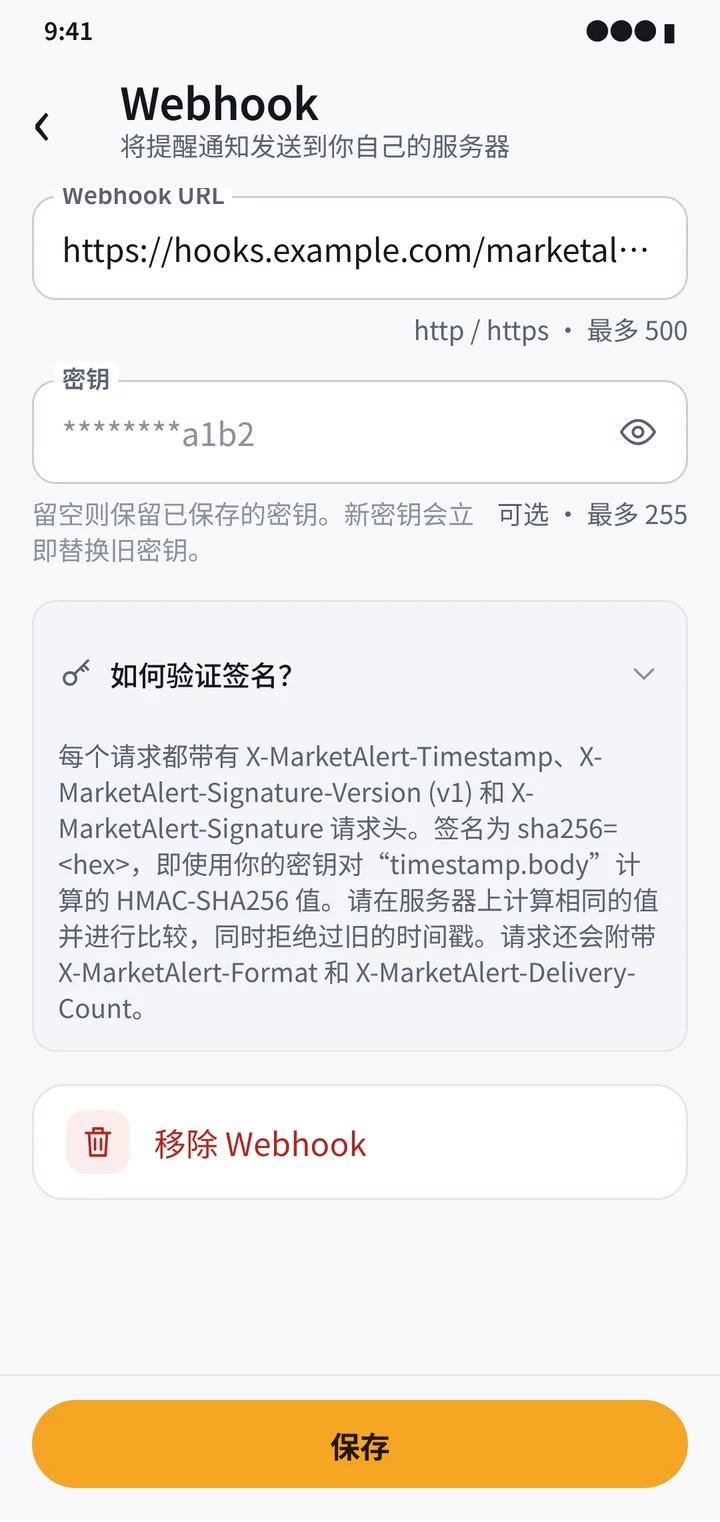 9:41
Webhook
将提醒通知发送到你自己的服务器
Webhook URL
https://hooks.example.com/marketal…
http / https · 最多 500
密钥
********a1b2
留空则保留已保存的密钥。新密钥会立即替换旧密钥。
可选 · 最多 255
如何验证签名?
每个请求都带有 X-MarketAlert-Timestamp、X-
MarketAlert-Signature-Version (v1) 和 X-
MarketAlert-Signature 请求头。签名为 sha256=
<hex>，即使用你的密钥对“timestamp.body”计
算的 HMAC-SHA256 值。请在服务器上计算相同的值
并进行比较，同时拒绝过旧的时间戳。请求还会附带
X-MarketAlert-Format 和 X-MarketAlert-Delivery-
Count。
移除 Webhook
保存